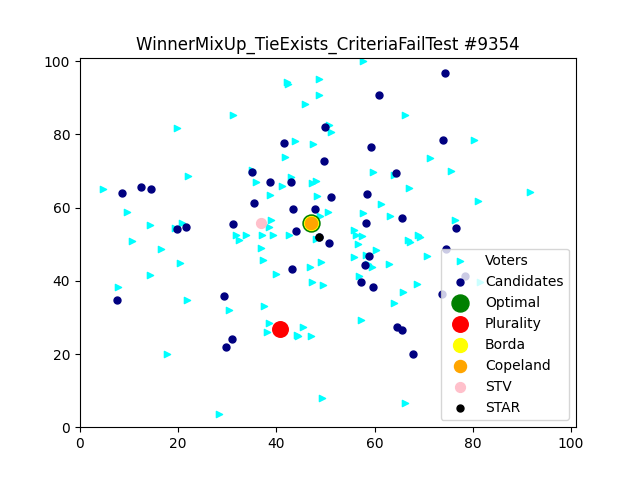 WinnerMixUp_TieExists_CriteriaFailTest #9354
100
80
60
40
20
0
0 20 40 60 80 100
Voters
Candidates
Optimal
Plurality
Borda
Copeland
STV
STAR